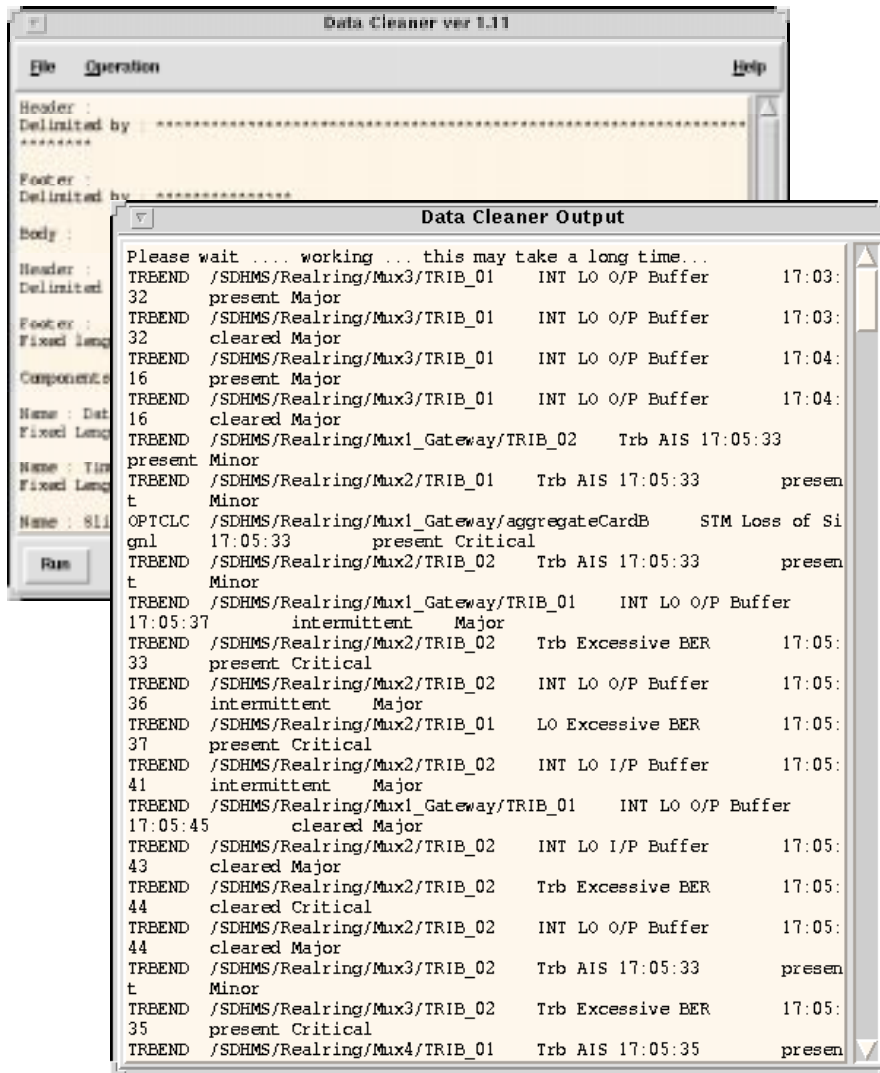 Data Cleaner ver 1.11
File Operation Help
Header :
Delimited by : ****************************************************************
********
Footer :
Delimited by : ***************
Body :
Header :
Delimited
Footer :
Fixed leng
Components
Name : Dat
Fixed Leng
Name : Tim
Fixed Leng
Name : Sli
Run
Data Cleaner Output
Please wait .... working ... this may take a long time...
TRBEND /SDHMS/Realring/Mux3/TRIB_01 INT LO O/P Buffer 17:03:
32 present Major
TRBEND /SDHMS/Realring/Mux3/TRIB_01 INT LO O/P Buffer 17:03:
32 cleared Major
TRBEND /SDHMS/Realring/Mux3/TRIB_01 INT LO O/P Buffer 17:04:
16 present Major
TRBEND /SDHMS/Realring/Mux3/TRIB_01 INT LO O/P Buffer 17:04:
16 cleared Major
TRBEND /SDHMS/Realring/Mux1_Gateway/TRIB_02 Trb AIS 17:05:33
present Minor
TRBEND /SDHMS/Realring/Mux2/TRIB_01 Trb AIS 17:05:33 presen
t Minor
OPTCLC /SDHMS/Realring/Mux1_Gateway/aggregateCardB STM Loss of Si
gnl 17:05:33 present Critical
TRBEND /SDHMS/Realring/Mux2/TRIB_02 Trb AIS 17:05:33 presen
t Minor
TRBEND /SDHMS/Realring/Mux1_Gateway/TRIB_01 INT LO O/P Buffer
17:05:37 intermittent Major
TRBEND /SDHMS/Realring/Mux2/TRIB_02 Trb Excessive BER 17:05:
33 present Critical
TRBEND /SDHMS/Realring/Mux2/TRIB_02 INT LO O/P Buffer 17:05:
36 intermittent Major
TRBEND /SDHMS/Realring/Mux2/TRIB_01 LO Excessive BER 17:05:
37 present Critical
TRBEND /SDHMS/Realring/Mux2/TRIB_02 INT LO I/P Buffer 17:05:
41 intermittent Major
TRBEND /SDHMS/Realring/Mux1_Gateway/TRIB_01 INT LO O/P Buffer
17:05:45 cleared Major
TRBEND /SDHMS/Realring/Mux2/TRIB_02 INT LO I/P Buffer 17:05:
43 cleared Major
TRBEND /SDHMS/Realring/Mux2/TRIB_02 Trb Excessive BER 17:05:
44 cleared Critical
TRBEND /SDHMS/Realring/Mux2/TRIB_02 INT LO O/P Buffer 17:05:
44 cleared Major
TRBEND /SDHMS/Realring/Mux3/TRIB_02 Trb AIS 17:05:33 presen
t Minor
TRBEND /SDHMS/Realring/Mux3/TRIB_02 Trb Excessive BER 17:05:
35 present Critical
TRBEND /SDHMS/Realring/Mux4/TRIB_01 Trb AIS 17:05:35 presen